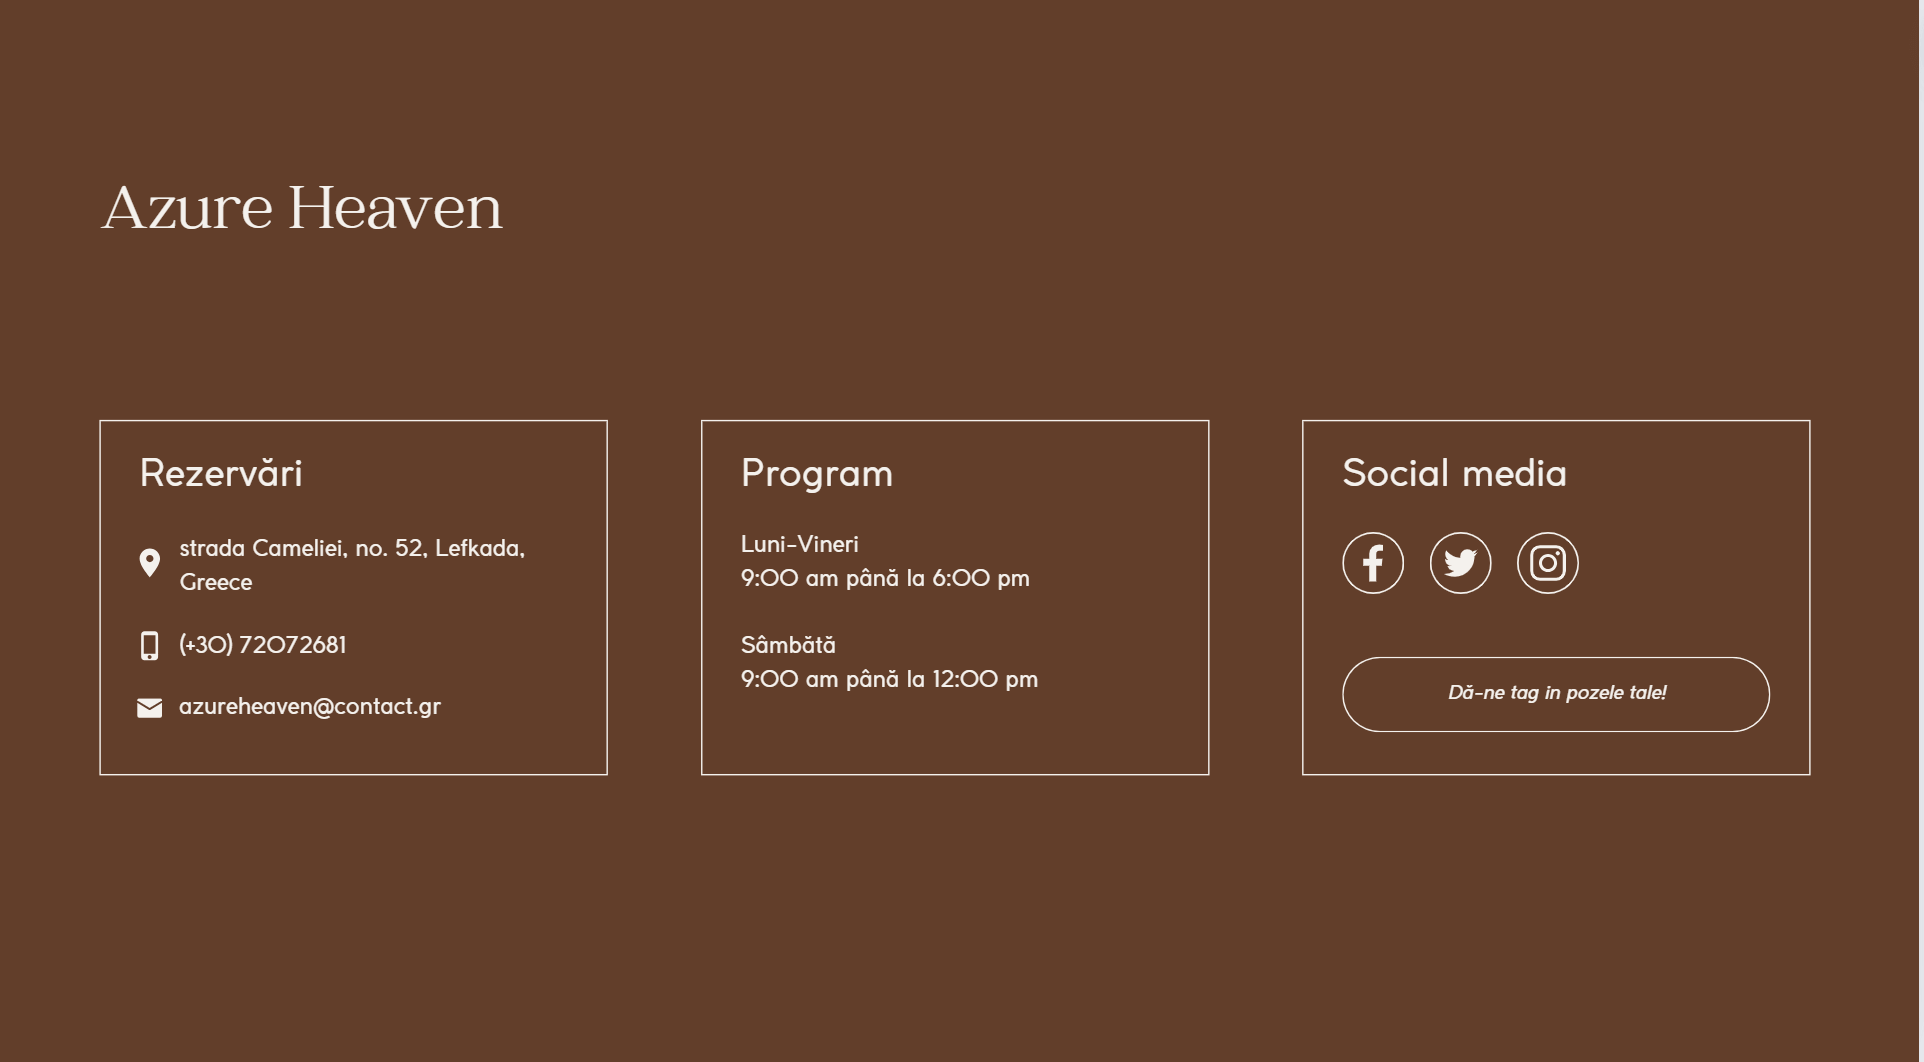 Azure Heaven
Rezervări
strada Cameliei, no. 52, Lefkada,
Greece
(+30) 72072681
azureheaven@contact.gr
Program
Luni-Vineri
9:00 am până la 6:00 pm
Sâmbătă
9:00 am până la 12:00 pm
Social media
Dă-ne tag in pozele tale!